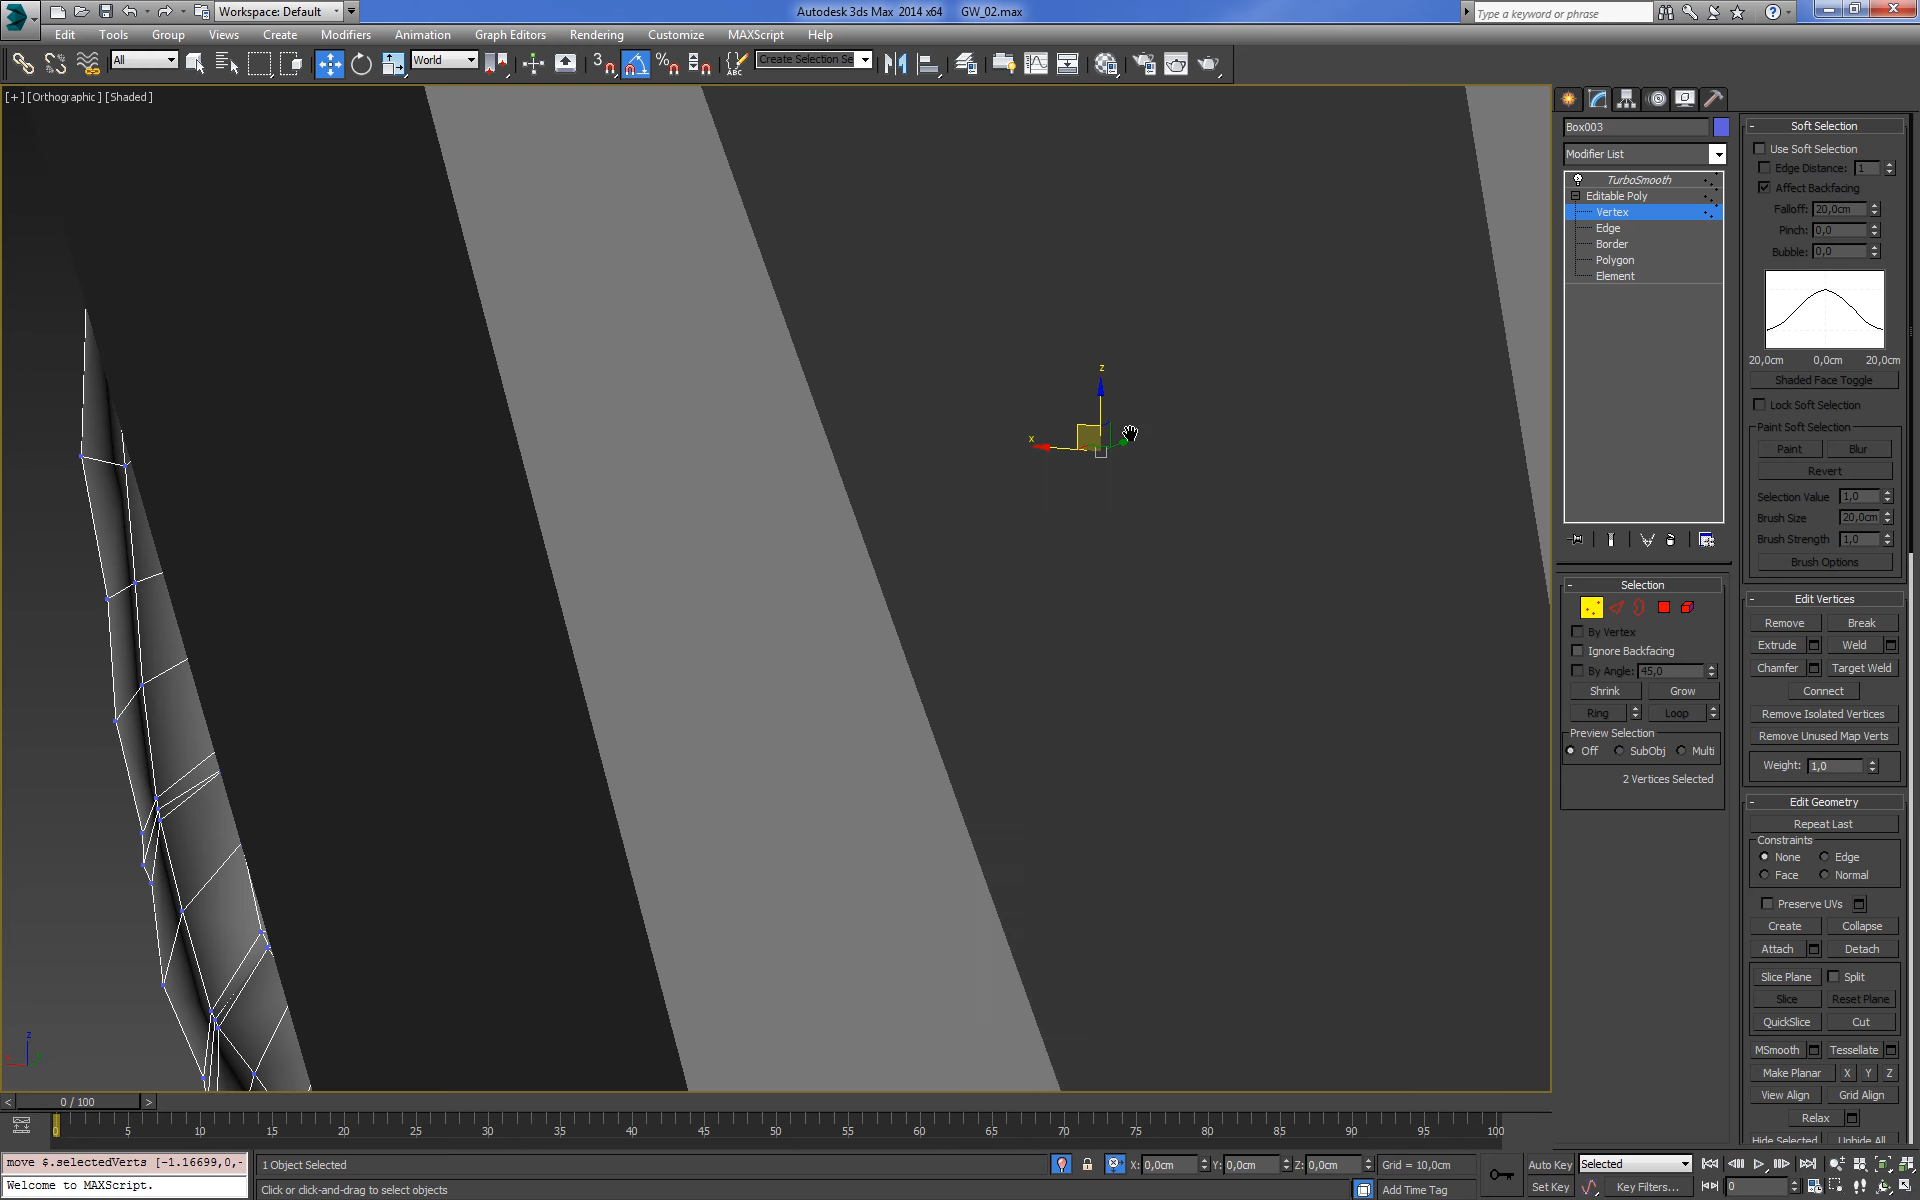 Workspace: Default
Autodesk 3ds Max 2014 x64 GW_02.max
Type a keyword or phrase
Edit Tools Group Views Create Modifiers Animation Graph Editors Rendering Customize MAXScript Help
All
World
3
%
ABC
Create Selection Se
[+] [Orthographic] [Shaded]
z
x
z
Box003
Modifier List
TurboSmooth
Editable Poly
Vertex
Edge
Border
Polygon
Element
Selection
By Vertex
Ignore Backfacing
By Angle: 45,0
Shrink Grow
Ring Loop
Preview Selection
Off SubObj Multi
2 Vertices Selected
Soft Selection
Use Soft Selection
Edge Distance: 1
Affect Backfacing
Falloff: 20,0cm
Pinch: 0,0
Bubble: 0,0
20,0cm 0,0cm 20,0cm
Shaded Face Toggle
Lock Soft Selection
Paint Soft Selection
Paint Blur
Revert
Selection Value 1,0
Brush Size 20,0cm
Brush Strength 1,0
Brush Options
Edit Vertices
Remove Break
Extrude Weld
Chamfer Target Weld
Connect
Remove Isolated Vertices
Remove Unused Map Verts
Weight: 1,0
Edit Geometry
Repeat Last
Constraints
None Edge
Face Normal
Preserve UVs
Create Collapse
Attach Detach
Slice Plane Split
Slice Reset Plane
QuickSlice Cut
MSmooth Tessellate
Make Planar X Y Z
View Align Grid Align
Relax
Hide Selected Unhide All
< 0 / 100 >
0 5 10 15 20 25 30 35 40 45 50 55 60 65 70 75 80 85 90 95 100
move $.selectedVerts [-1.16699,0,-
Welcome to MAXScript.
1 Object Selected
Click or click-and-drag to select objects
X: 0,0cm Y: 0,0cm Z: 0,0cm Grid = 10,0cm
Add Time Tag
Auto Key Selected
Set Key Key Filters... 0